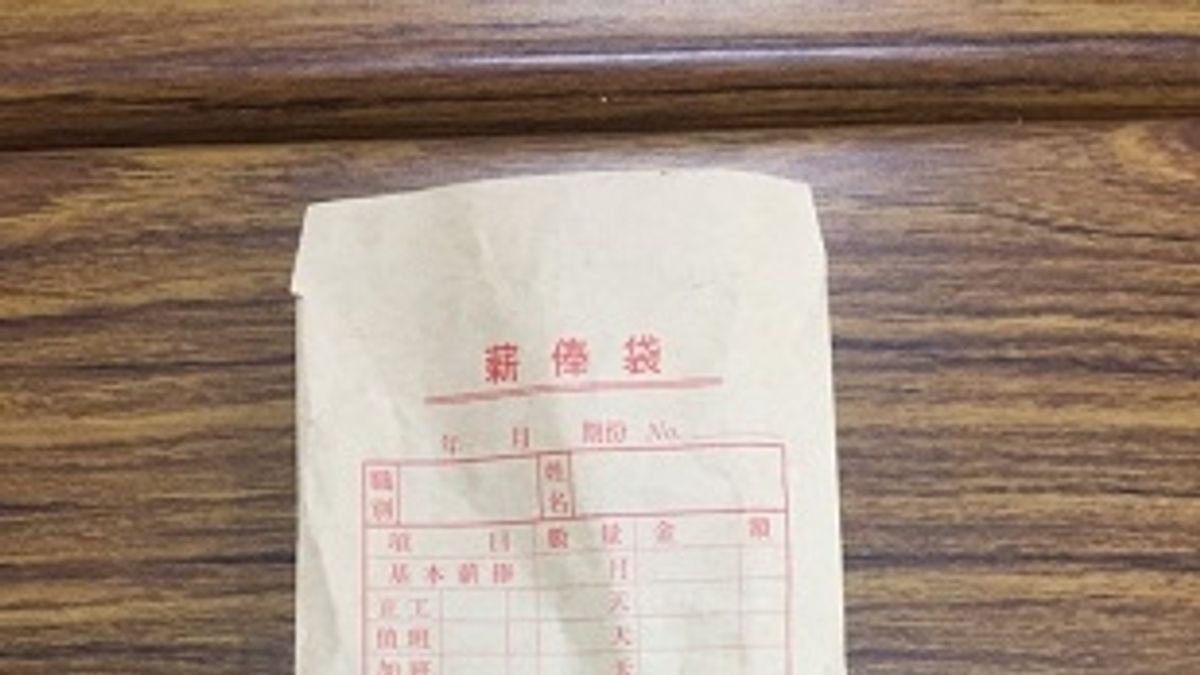 薪俸袋
年 月 期份 No.
職別 姓名
項目 數量 金額
基本薪俸 月
正工 天
值班 天
加班 天